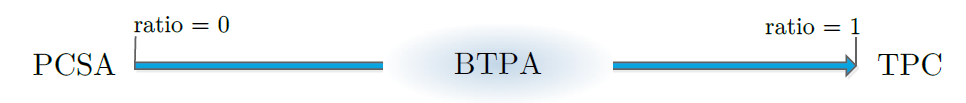 ratio = 0
ratio = 1
PCSA
BTPA
TPC